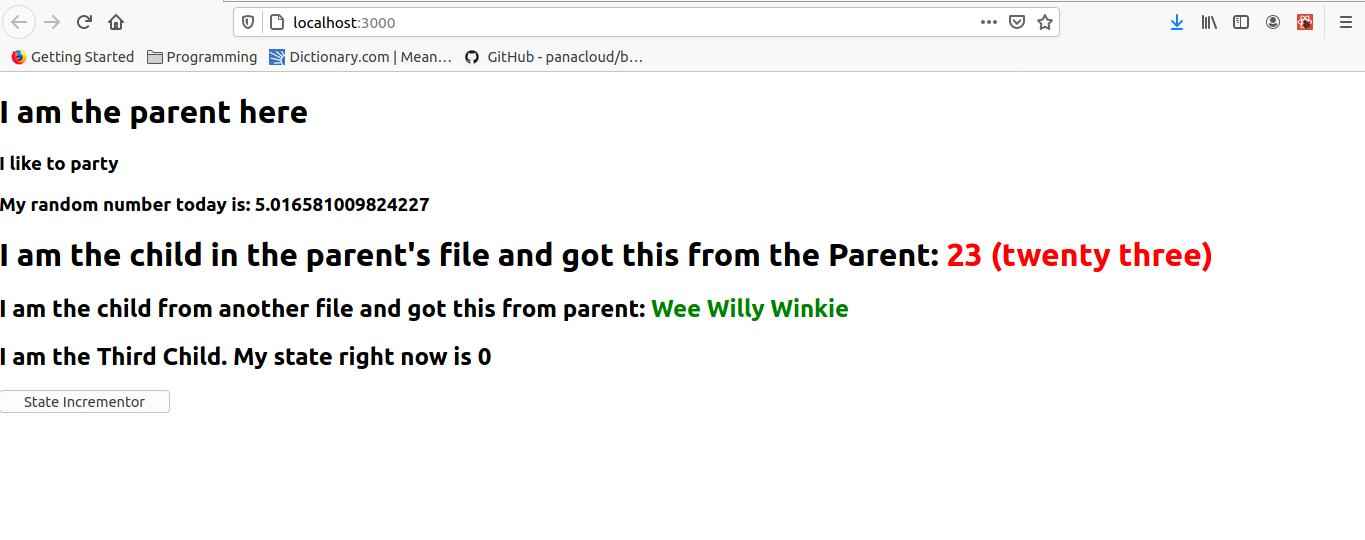 localhost:3000
Getting Started Programming Dictionary.com | Mean… GitHub - panacloud/b…
I am the parent here
I like to party
My random number today is: 5.016581009824227
I am the child in the parent's file and got this from the Parent: 23 (twenty three)
I am the child from another file and got this from parent: Wee Willy Winkie
I am the Third Child. My state right now is 0
State Incrementor